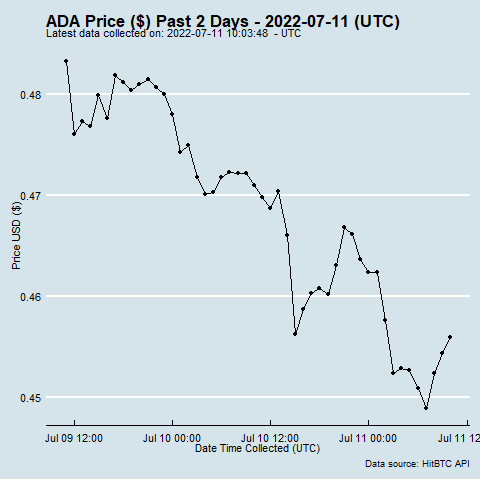 ADA Price ($) Past 2 Days - 2022-07-11 (UTC)
Latest data collected on: 2022-07-11 10:03:48 - UTC
0.48
0.47
0.46
0.45
Price USD ($)
Jul 09 12:00 Jul 10 00:00 Jul 10 12:00 Jul 11 00:00 Jul 11 12
Date Time Collected (UTC)
Data source: HitBTC API